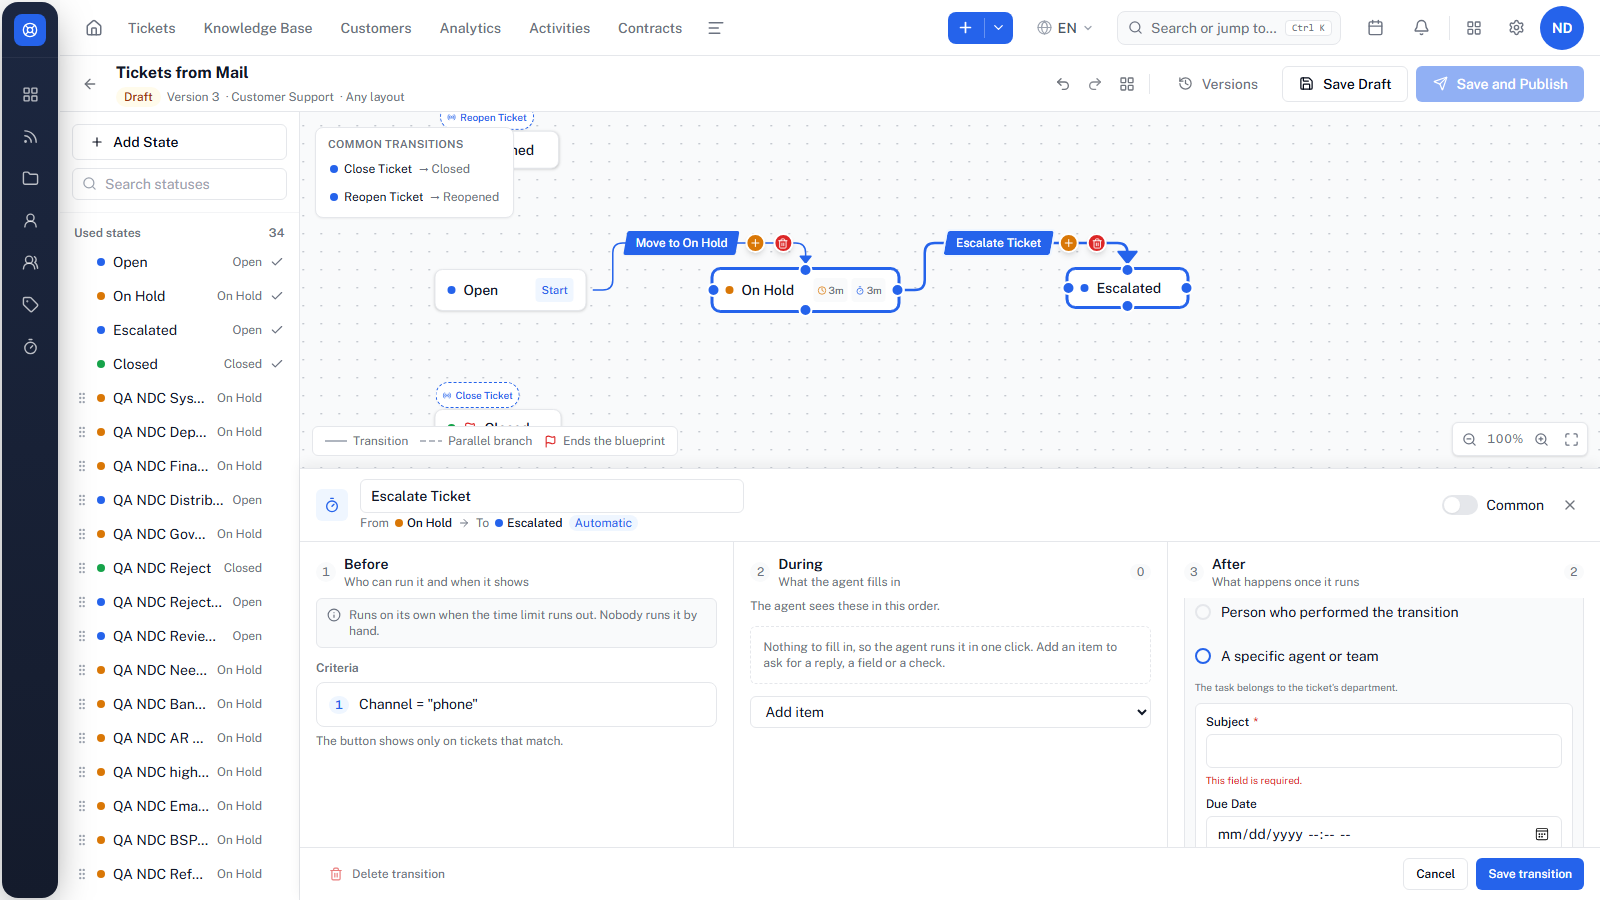 Tickets
Knowledge Base
Customers
Analytics
Activities
Contracts
EN
Search or jump to...
Ctrl K
ND
Tickets from Mail
Draft
Version 3 · Customer Support · Any layout
Versions
Save Draft
Save and Publish
Add State
Search statuses
Used states
34
Open Open
On Hold On Hold
Escalated Open
Closed Closed
QA NDC Sys... On Hold
QA NDC Dep... On Hold
QA NDC Fina... On Hold
QA NDC Distrib... Open
QA NDC Gov... On Hold
QA NDC Reject Closed
QA NDC Reject... Open
QA NDC Revie... Open
QA NDC Nee... On Hold
QA NDC Ban... On Hold
QA NDC AR ... On Hold
QA NDC high... On Hold
QA NDC Ema... On Hold
QA NDC BSP... On Hold
QA NDC Ref... On Hold
Reopen Ticket
COMMON TRANSITIONS
Close Ticket → Closed
Reopen Ticket → Reopened
Move to On Hold
Escalate Ticket
Open
Start
On Hold
3m
3m
Escalated
Close Ticket
Closed
Transition
Parallel branch
Ends the blueprint
100%
Escalate Ticket
From On Hold → To Escalated Automatic
Common
1
Before
Who can run it and when it shows
Runs on its own when the time limit runs out. Nobody runs it by
hand.
Criteria
1 Channel = "phone"
The button shows only on tickets that match.
2
During
What the agent fills in
0
The agent sees these in this order.
Nothing to fill in, so the agent runs it in one click. Add an item to
ask for a reply, a field or a check.
Add item
3
After
What happens once it runs
2
Person who performed the transition
A specific agent or team
The task belongs to the ticket's department.
Subject *
This field is required.
Due Date
mm/dd/yyyy --:-- --
Delete transition
Cancel
Save transition